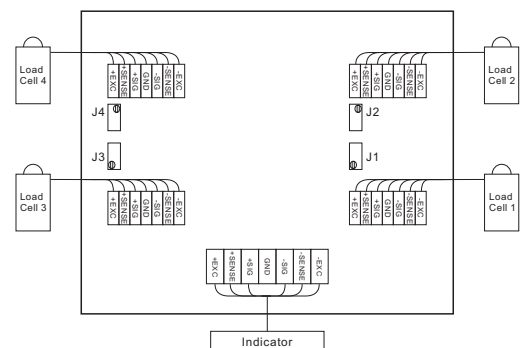 Load
Cell 4
+EXC
+SENSE
+SIG
GND
-SIG
-SENSE
-EXC
+EXC
+SENSE
+SIG
GND
-SIG
-SENSE
-EXC
Load
Cell 2
J4
J2
J3
J1
Load
Cell 3
+EXC
+SENSE
+SIG
GND
-SIG
-SENSE
-EXC
+EXC
+SENSE
+SIG
GND
-SIG
-SENSE
-EXC
Load
Cell 1
+EXC
+SENSE
+SIG
GND
-SIG
-SENSE
-EXC
Indicator